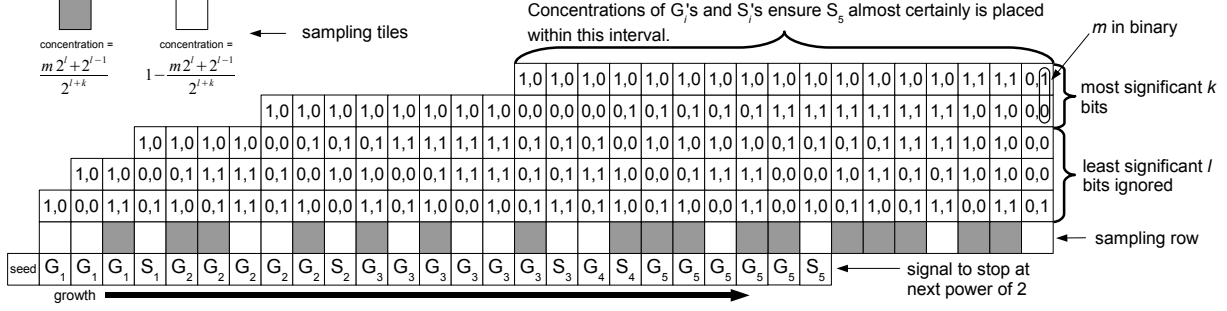 Concentrations of G_i's and S_i's ensure S_5 almost certainly is placed
within this interval.
concentration =
m 2^l + 2^{l−1}
2^{l+k}
concentration =
1 − m 2^l + 2^{l−1}
2^{l+k}
sampling tiles
m in binary
1,0 1,0 1,0 1,0 1,0 1,0 1,0 1,0 1,0 1,0 1,0 1,0 1,0 1,0 1,1 1,1 0,1
1,0 1,0 1,0 1,0 1,0 1,0 1,0 1,0 0,0 0,0 0,0 0,1 0,1 0,1 0,1 0,1 1,1 1,1 1,1 1,1 1,1 1,1 1,0 1,0 0,0
most significant k
bits
1,0 1,0 1,0 1,0 0,0 0,1 0,1 0,1 1,1 1,1 1,1 1,1 0,1 0,1 0,1 0,0 1,0 1,0 1,0 1,0 0,1 0,1 0,1 0,1 1,1 1,1 1,0 1,0 0,0
1,0 1,0 0,0 0,1 1,1 1,1 0,1 0,0 1,0 1,0 0,0 0,1 1,1 1,1 0,1 0,1 1,1 1,0 0,0 0,1 1,1 1,1 0,0 0,0 1,0 1,1 0,1 0,1 1,0 1,0 0,0
1,0 0,0 1,1 0,1 1,0 0,1 1,1 0,1 1,0 0,0 1,1 0,1 1,0 0,0 1,0 0,1 1,1 0,1 1,0 0,1 1,0 0,0 1,1 0,0 1,0 0,1 1,0 0,1 1,1 0,0 1,1 0,1
least significant l
bits ignored
sampling row
seed G_1 G_1 G_1 S_1 G_2 G_2 G_2 G_2 G_2 S_2 G_3 G_3 G_3 G_3 G_3 G_3 S_3 G_4 S_4 G_5 G_5 G_5 G_5 G_5 S_5
signal to stop at
next power of 2
growth